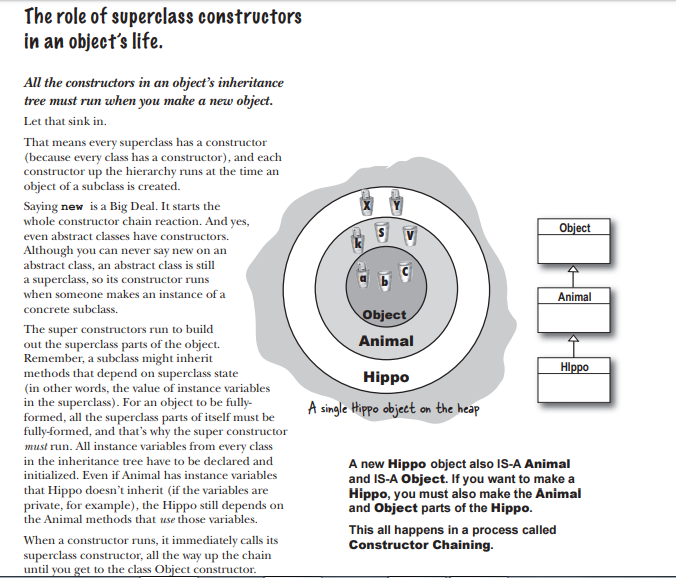 The role of superclass constructors
in an object's life.
All the constructors in an object's inheritance
tree must run when you make a new object.
Let that sink in.
That means every superclass has a constructor
(because every class has a constructor), and each
constructor up the hierarchy runs at the time an
object of a subclass is created.
Saying new is a Big Deal. It starts the
whole constructor chain reaction. And yes,
even abstract classes have constructors.
Although you can never say new on an
abstract class, an abstract class is still
a superclass, so its constructor runs
when someone makes an instance of a
concrete subclass.
The super constructors run to build
out the superclass parts of the object.
Remember, a subclass might inherit
methods that depend on superclass state
(in other words, the value of instance variables
in the superclass). For an object to be fully-
formed, all the superclass parts of itself must be
fully-formed, and that's why the super constructor
must run. All instance variables from every class
in the inheritance tree have to be declared and
initialized. Even if Animal has instance variables
that Hippo doesn't inherit (if the variables are
private, for example), the Hippo still depends on
the Animal methods that use those variables.
When a constructor runs, it immediately calls its
superclass constructor, all the way up the chain
until you get to the class Object constructor.
X Y
k s v
a b c
Object
Animal
Hippo
A single Hippo object on the heap
Object
Animal
HIppo
A new Hippo object also IS-A Animal
and IS-A Object. If you want to make a
Hippo, you must also make the Animal
and Object parts of the Hippo.
This all happens in a process called
Constructor Chaining.